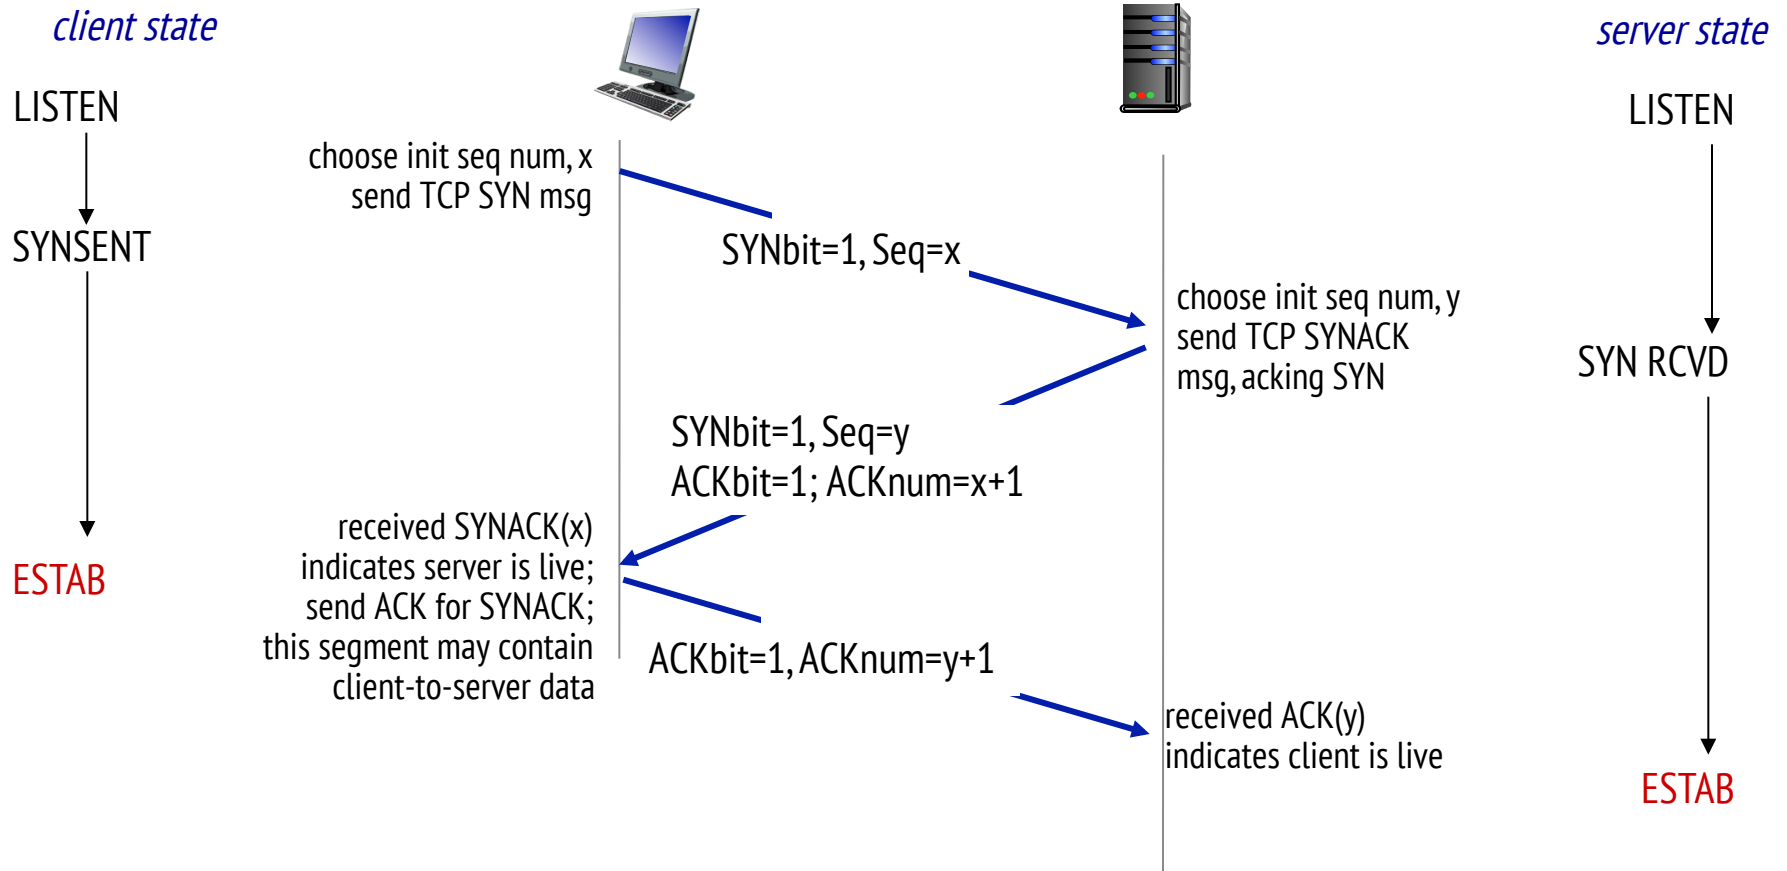 client state
server state
LISTEN
LISTEN
choose init seq num, x
send TCP SYN msg
SYNSENT
SYNbit=1, Seq=x
choose init seq num, y
send TCP SYNACK
msg, acking SYN
SYN RCVD
SYNbit=1, Seq=y
ACKbit=1; ACKnum=x+1
received SYNACK(x)
indicates server is live;
send ACK for SYNACK;
this segment may contain
client-to-server data
ESTAB
ACKbit=1, ACKnum=y+1
received ACK(y)
indicates client is live
ESTAB